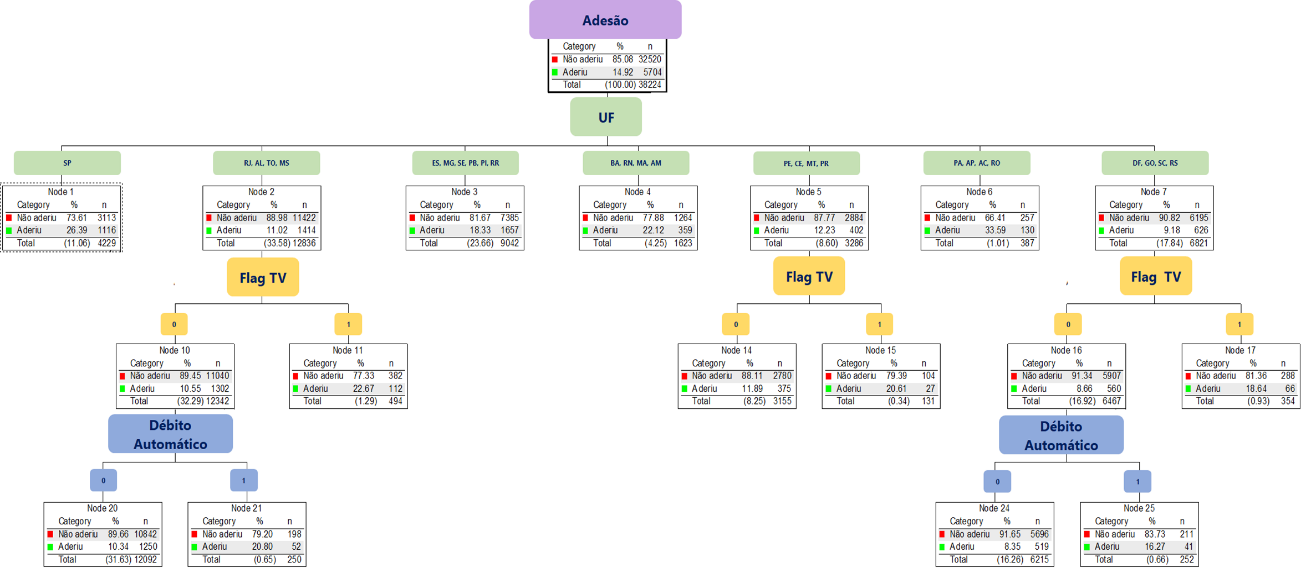 Adesão
Category % n
Não aderiu 85.08 32520
Aderiu 14.92 5704
Total (100.00) 38224
UF
SP
RJ, AL, TO, MS
ES, MG, SE, PB, PI, RR
BA, RN, MA, AM
PE, CE, MT, PR
PA, AP, AC, RO
DF, GO, SC, RS
Node 1
Category % n
Não aderiu 73.61 3113
Aderiu 26.39 1116
Total (11.06) 4229
Node 2
Category % n
Não aderiu 88.98 11422
Aderiu 11.02 1414
Total (33.58) 12836
Node 3
Category % n
Não aderiu 81.67 7385
Aderiu 18.33 1657
Total (23.66) 9042
Node 4
Category % n
Não aderiu 77.88 1264
Aderiu 22.12 359
Total (4.25) 1623
Node 5
Category % n
Não aderiu 87.77 2884
Aderiu 12.23 402
Total (8.60) 3286
Node 6
Category % n
Não aderiu 66.41 257
Aderiu 33.59 130
Total (1.01) 387
Node 7
Category % n
Não aderiu 90.82 6195
Aderiu 9.18 626
Total (17.84) 6821
Flag TV
Flag TV
Flag TV
0
1
0
1
0
1
Node 10
Category % n
Não aderiu 89.45 11040
Aderiu 10.55 1302
Total (32.29) 12342
Node 11
Category % n
Não aderiu 77.33 382
Aderiu 22.67 112
Total (1.29) 494
Node 14
Category % n
Não aderiu 88.11 2780
Aderiu 11.89 375
Total (8.25) 3155
Node 15
Category % n
Não aderiu 79.39 104
Aderiu 20.61 27
Total (0.34) 131
Node 16
Category % n
Não aderiu 91.34 5907
Aderiu 8.66 560
Total (16.92) 6467
Node 17
Category % n
Não aderiu 81.36 288
Aderiu 18.64 66
Total (0.93) 354
Débito
Automático
Débito
Automático
0
1
0
1
Node 20
Category % n
Não aderiu 89.66 10842
Aderiu 10.34 1250
Total (31.63) 12092
Node 21
Category % n
Não aderiu 79.20 198
Aderiu 20.80 52
Total (0.65) 250
Node 24
Category % n
Não aderiu 91.65 5696
Aderiu 8.35 519
Total (16.26) 6215
Node 25
Category % n
Não aderiu 83.73 211
Aderiu 16.27 41
Total (0.66) 252